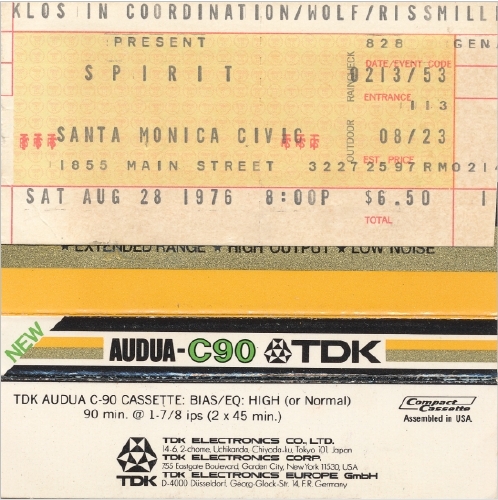 KLOS IN COORDINATION/WOLF/RISSMILL
PRESENT 828 GEN
DATE/EVENT CODE
SPIRIT 0213/53
RAINCHECK
ENTRANCE
113
SANTA MONICA CIVIC 08/23
OUTDOOR
EST. PRICE
1855 MAIN STREET 32272597RM0214
SAT AUG 28 1976 8:00P $6.50 1
TOTAL
★ EXTENDED RANGE ★ HIGH OUTPUT ★ LOW NOISE
NEW
AUDUA-C90 TDK
TDK AUDUA C-90 CASSETTE: BIAS/EQ: HIGH (or Normal)
90 min. @ 1-7/8 ips (2 x 45 min.)
Compact Cassette
Assembled in USA
TDK
TDK ELECTRONICS CO., LTD.
14-6, 2-chome, Uchikanda, Chiyoda-ku, Tokyo 101, Japan
TDK ELECTRONICS CORP.
755 Eastgate Boulevard, Garden City, New York 11530, USA
TDK ELECTRONICS EUROPE GmbH
D-4000 Düsseldorf, Georg-Glock-Str. 14, F.R. Germany